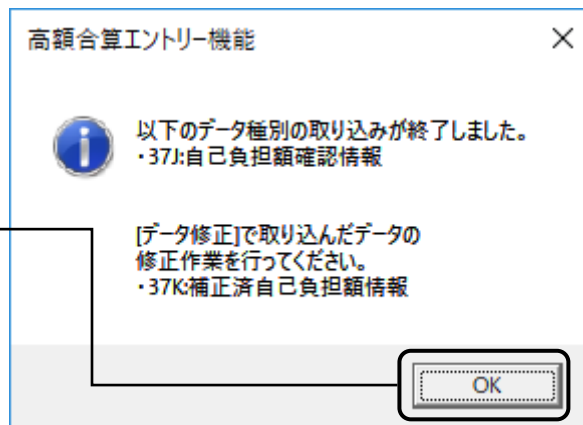 高額合算エントリー機能
以下のデータ種別の取り込みが終了しました。
・37J:自己負担額確認情報
[データ修正]で取り込んだデータの
修正作業を行ってください。
・37K:補正済自己負担額情報
OK